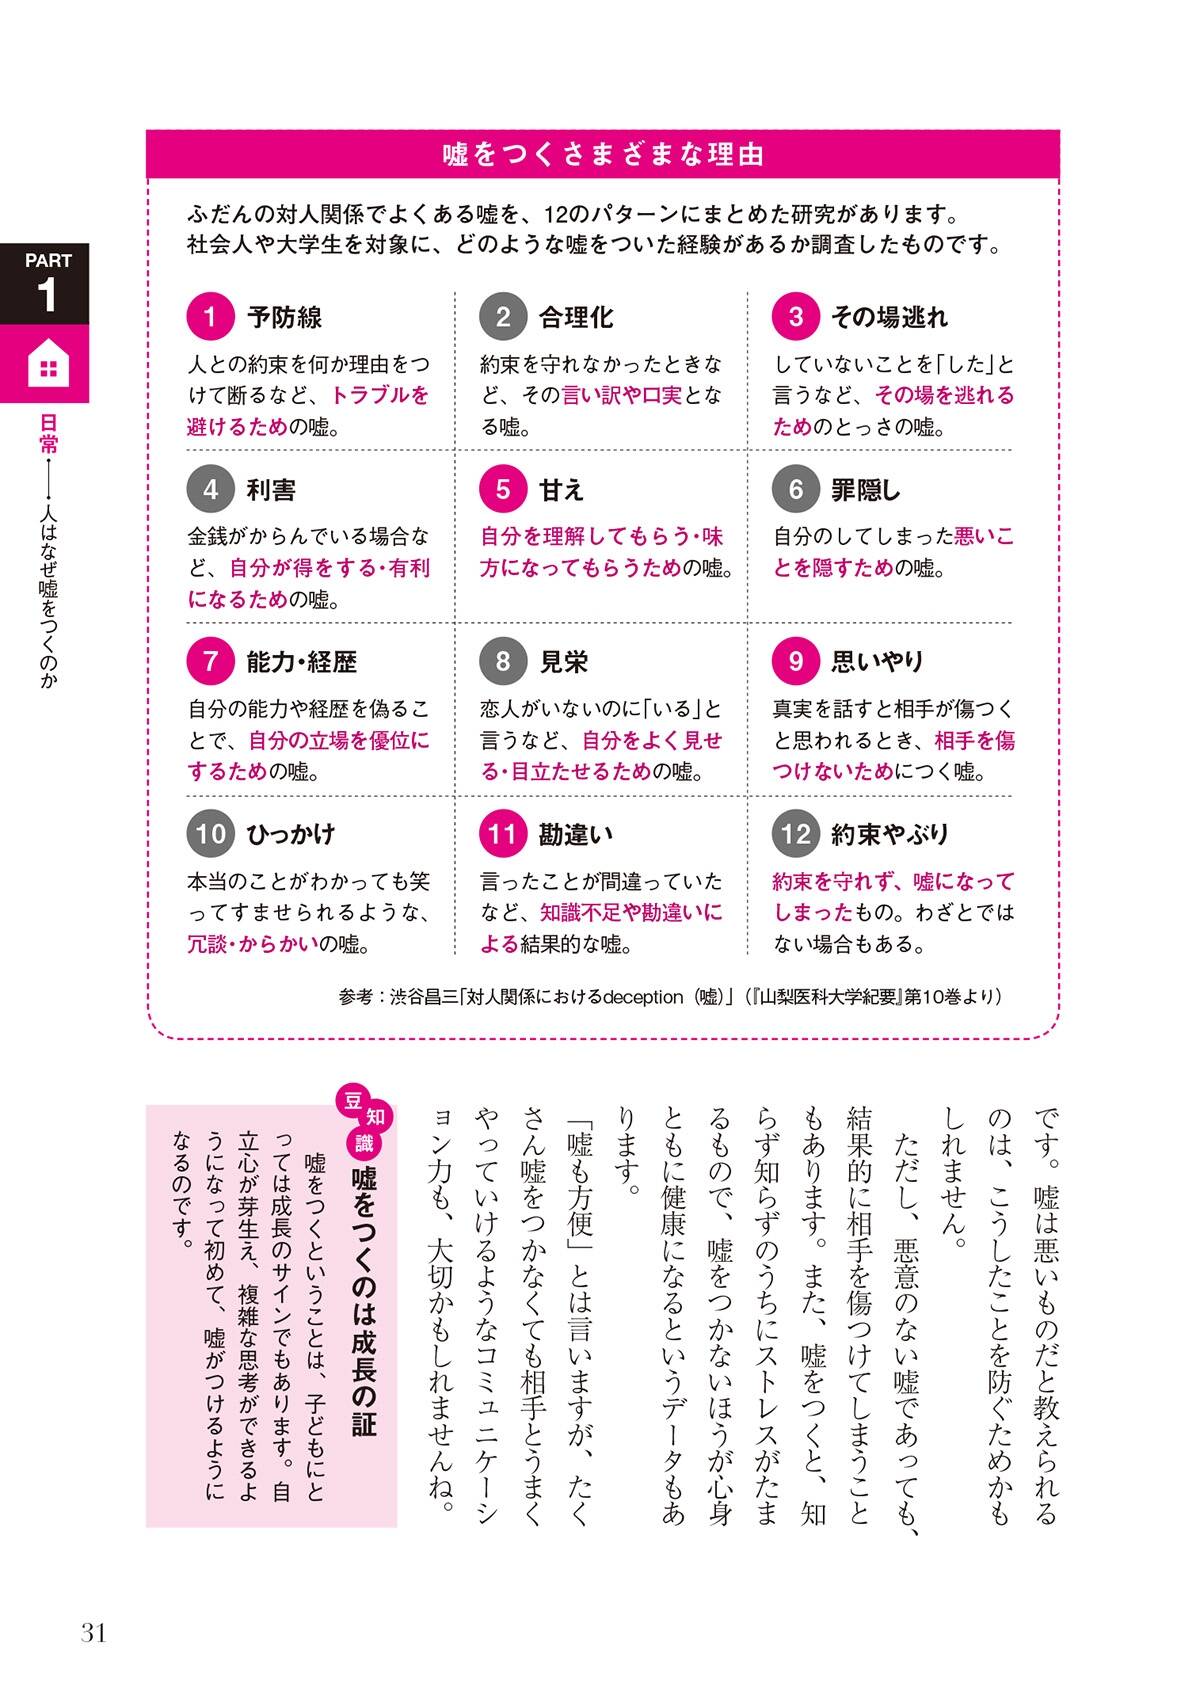 嘘をつくさまざまな理由
ふだんの対人関係でよくある嘘を、12のパターンにまとめた研究があります。
社会人や大学生を対象に、どのような嘘をついた経験があるか調査したものです。
1 予防線
人との約束を何か理由をつ
けて断るなど、トラブルを
避けるための嘘。
2 合理化
約束を守れなかったときな
ど、その言い訳や口実とな
る嘘。
3 その場逃れ
していないことを「した」と
言うなど、その場を逃れる
ためのとっさの嘘。
4 利害
金銭がからんでいる場合な
ど、自分が得をする・有利
になるための嘘。
5 甘え
自分を理解してもらう・味
方になってもらうための嘘。
6 罪隠し
自分のしてしまった悪いこ
とを隠すための嘘。
7 能力・経歴
自分の能力や経歴を偽るこ
とで、自分の立場を優位に
するための嘘。
8 見栄
恋人がいないのに「いる」と
言うなど、自分をよく見せ
る・目立たせるための嘘。
9 思いやり
真実を話すと相手が傷つく
と思われるとき、相手を傷
つけないためにつく嘘。
10 ひっかけ
本当のことがわかっても笑
ってすませられるような、
冗談・からかいの嘘。
11 勘違い
言ったことが間違っていた
など、知識不足や勘違いに
よる結果的な嘘。
12 約束やぶり
約束を守れず、嘘になって
しまったもの。わざとでは
ない場合もある。
参考：渋谷昌三「対人関係におけるdeception（嘘）」（『山梨医科大学紀要』第10巻より）
PART
1
日常――・人はなぜ嘘をつくのか
です。嘘は悪いものだと教えられる
のは、こうしたことを防ぐためかも
しれません。
ただし、悪意のない嘘であっても、
結果的に相手を傷つけてしまうこと
もあります。また、嘘をつくと、知
らず知らずのうちにストレスがたま
るもので、嘘をつかないほうが心身
ともに健康になるというデータもあ
ります。
「嘘も方便」とは言いますが、たく
さん嘘をつかなくても相手とうまく
やっていけるようなコミュニケーシ
ョン力も、大切かもしれませんね。
豆知識
嘘をつくのは成長の証
嘘をつくということは、子どもにと
っては成長のサインでもあります。自
立心が芽生え、複雑な思考ができるよ
うになって初めて、嘘がつけるように
なるのです。
31